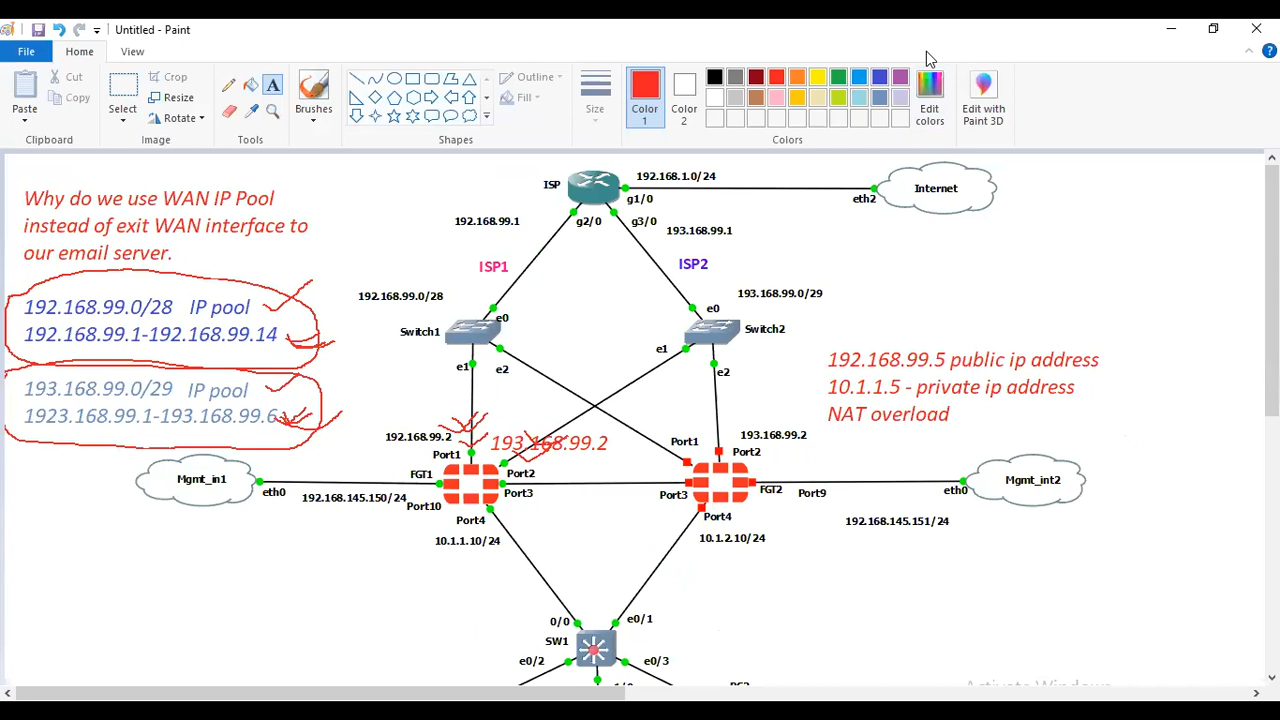 Untitled - Paint
File
Home
View
Paste
Cut
Copy
Clipboard
Select
Crop
Resize
Rotate
Image
A
Tools
Brushes
Outline
Fill
Shapes
Size
Color 1
Color 2
Edit colors
Colors
Edit with Paint 3D
Why do we use WAN IP Pool
instead of exit WAN interface to
our email server.
192.168.99.0/28 IP pool
192.168.99.1-192.168.99.14
193.168.99.0/29 IP pool
1923.168.99.1-193.168.99.6
ISP
192.168.1.0/24
g1/0
eth2
Internet
192.168.99.1
g2/0
g3/0
193.168.99.1
ISP1
ISP2
192.168.99.0/28
193.168.99.0/29
e0
e0
Switch1
Switch2
e1
e2
e1
e2
192.168.99.5 public ip address
10.1.1.5 - private ip address
NAT overload
192.168.99.2
193.168.99.2
193.168.99.2
Port1
Port2
Port1
Port2
Mgmt_in1
eth0
192.168.145.150/24
FGT1
Port10
Port3
Port4
10.1.1.10/24
Port3
FGT2
Port9
Port4
10.1.2.10/24
eth0
Mgmt_int2
192.168.145.151/24
0/0
e0/1
SW1
e0/2
e0/3